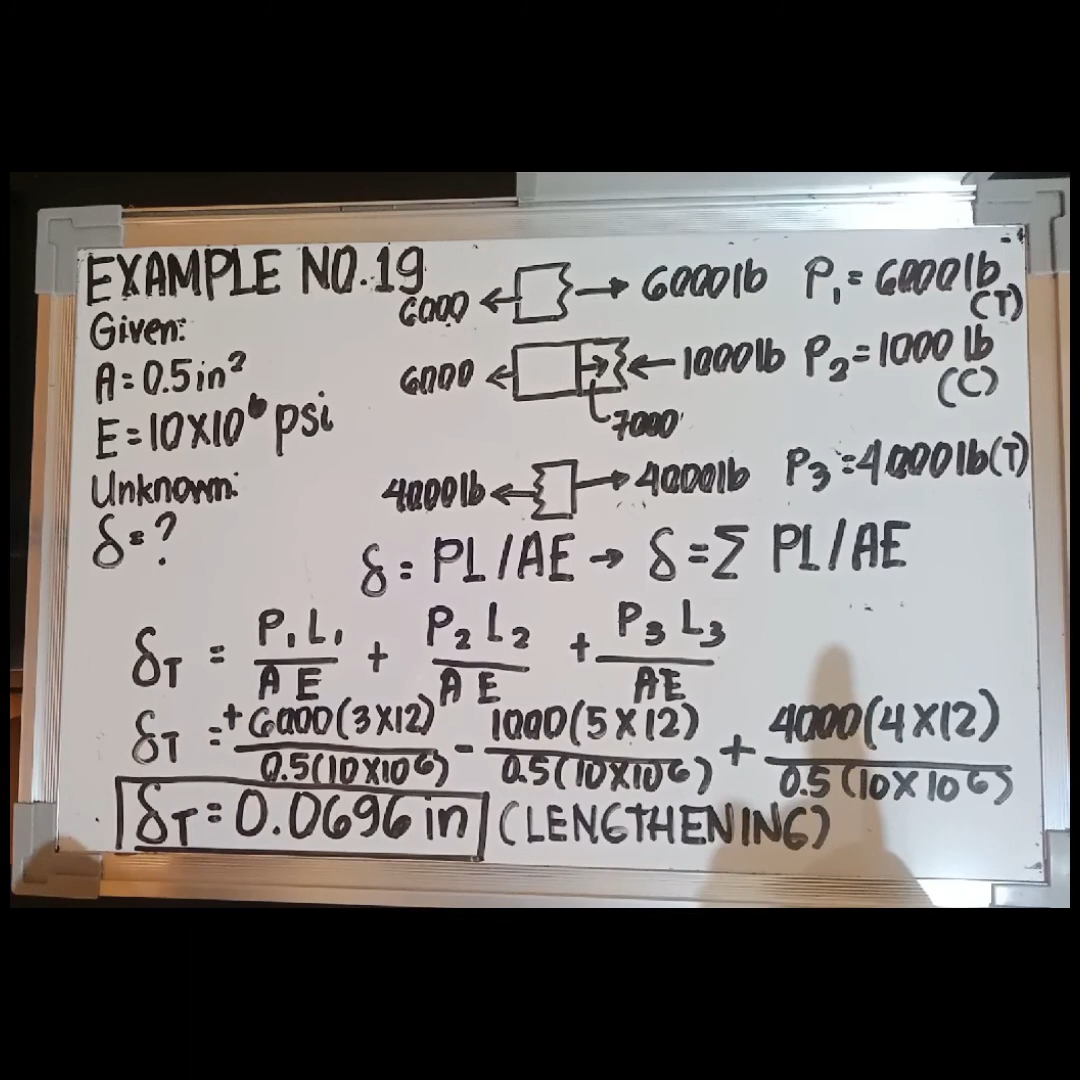 EXAMPLE NO.19
6000 6000lb P₁=6000lb (T)
Given:
A=0.5in²
6000 1000lb P₂=1000 lb (C)
7000
E=10X10⁶ psi
Unknown:
4000lb 4000lb P₃=4000lb(T)
δ=?
δ= PL/AE → δ=Σ PL/AE
δT = P₁L₁/AE + P₂L₂/AE + P₃L₃/AE
δT =+6000(3X12)/0.5(10X10⁶) - 1000(5X12)/0.5(10X10⁶) + 4000(4X12)/0.5(10X10⁶)
δT=0.0696in (LENGTHENING)